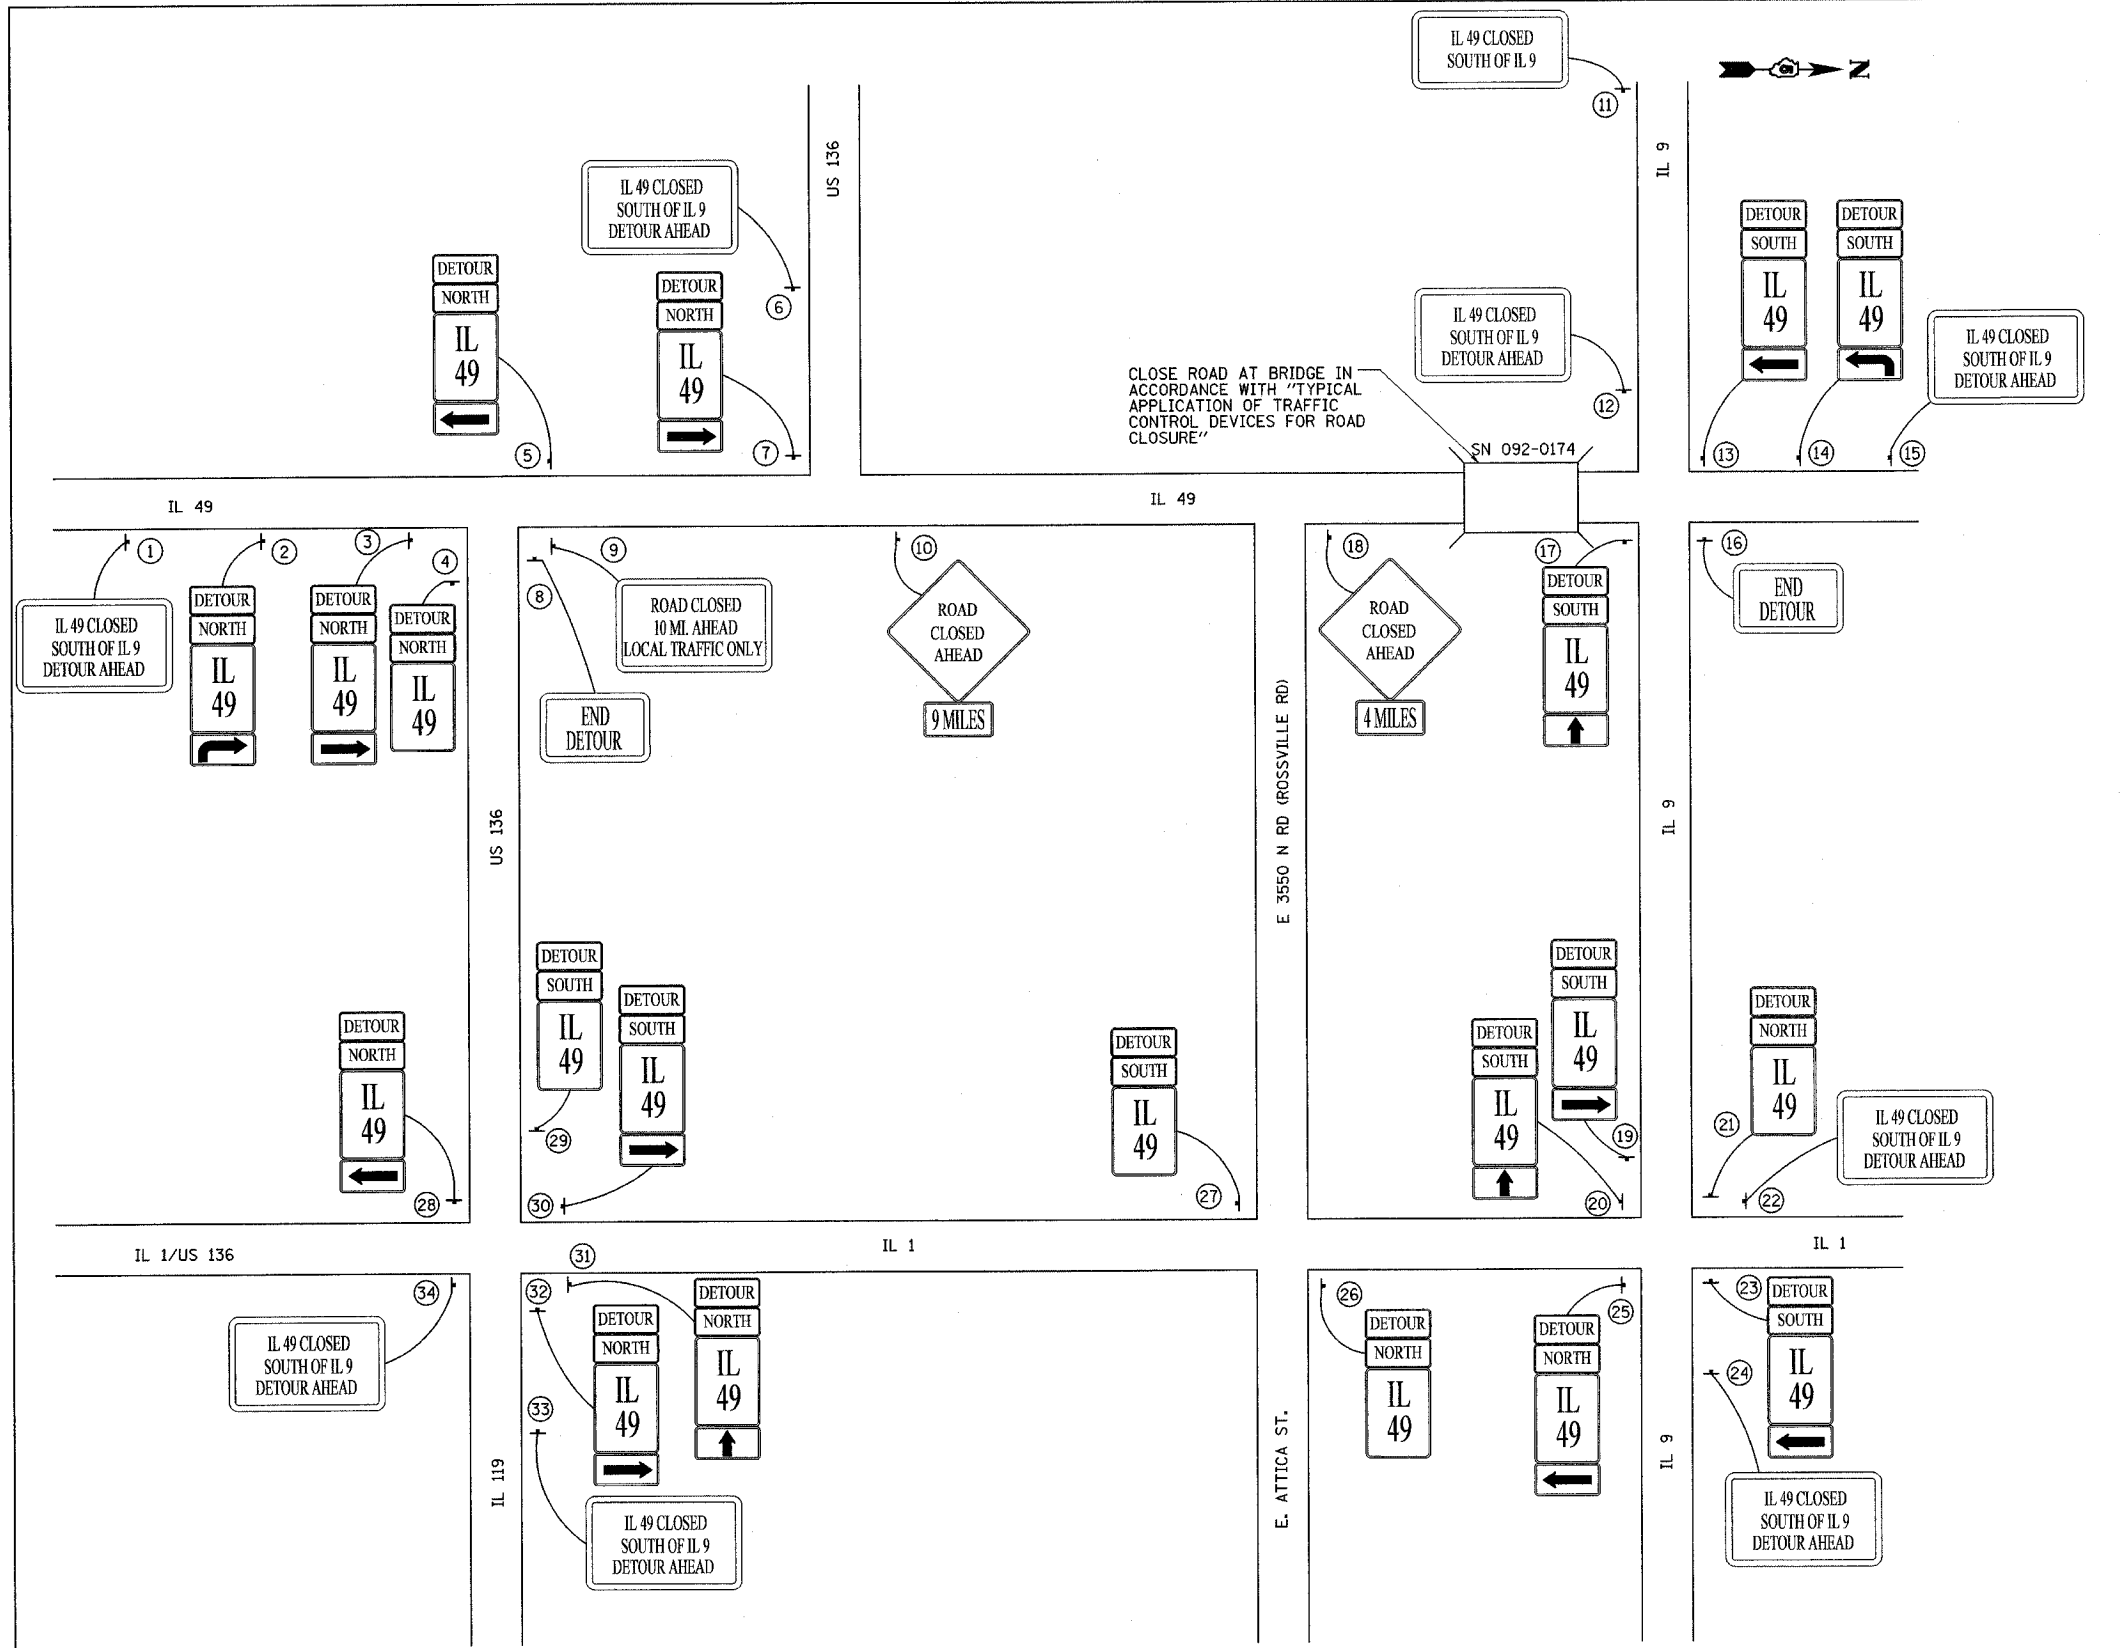 IL 49 CLOSED
SOUTH OF IL 9
11
N
US 136
IL 9
IL 49 CLOSED
SOUTH OF IL 9
DETOUR AHEAD
6
DETOUR
NORTH
IL
49
5
DETOUR
NORTH
IL
49
7
IL 49 CLOSED
SOUTH OF IL 9
DETOUR AHEAD
12
CLOSE ROAD AT BRIDGE IN
ACCORDANCE WITH "TYPICAL
APPLICATION OF TRAFFIC
CONTROL DEVICES FOR ROAD
CLOSURE"
SN 092-0174
DETOUR
SOUTH
IL
49
13
DETOUR
SOUTH
IL
49
14
IL 49 CLOSED
SOUTH OF IL 9
DETOUR AHEAD
15
IL 49
IL 49
1
IL 49 CLOSED
SOUTH OF IL 9
DETOUR AHEAD
2
DETOUR
NORTH
IL
49
3
DETOUR
NORTH
IL
49
4
DETOUR
NORTH
IL
49
US 136
8
END
DETOUR
9
ROAD CLOSED
10 MI. AHEAD
LOCAL TRAFFIC ONLY
10
ROAD
CLOSED
AHEAD
9 MILES
E 3550 N RD (ROSSVILLE RD)
18
ROAD
CLOSED
AHEAD
4 MILES
17
DETOUR
SOUTH
IL
49
IL 9
16
END
DETOUR
DETOUR
NORTH
IL
49
28
DETOUR
SOUTH
IL
49
29
DETOUR
SOUTH
IL
49
30
DETOUR
SOUTH
IL
49
27
DETOUR
SOUTH
IL
49
20
DETOUR
SOUTH
IL
49
19
DETOUR
NORTH
IL
49
21
IL 49 CLOSED
SOUTH OF IL 9
DETOUR AHEAD
22
IL 1/US 136
IL 1
IL 1
34
IL 49 CLOSED
SOUTH OF IL 9
DETOUR AHEAD
IL 119
31
DETOUR
NORTH
IL
49
32
DETOUR
NORTH
IL
49
33
IL 49 CLOSED
SOUTH OF IL 9
DETOUR AHEAD
E. ATTICA ST.
26
DETOUR
NORTH
IL
49
25
DETOUR
NORTH
IL
49
IL 9
23
DETOUR
SOUTH
IL
49
24
IL 49 CLOSED
SOUTH OF IL 9
DETOUR AHEAD